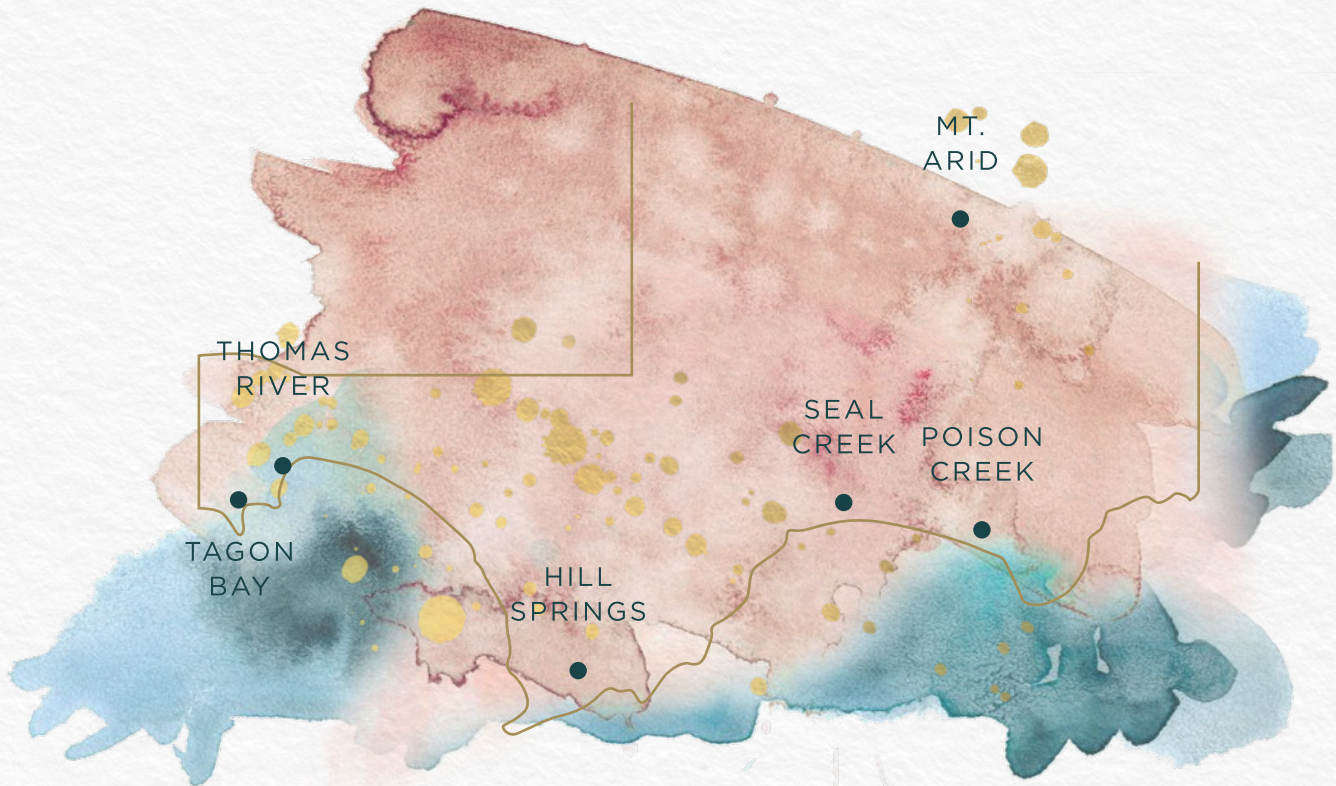 MT.
ARID
THOMAS
RIVER
SEAL
CREEK
POISON
CREEK
TAGON
BAY
HILL
SPRINGS